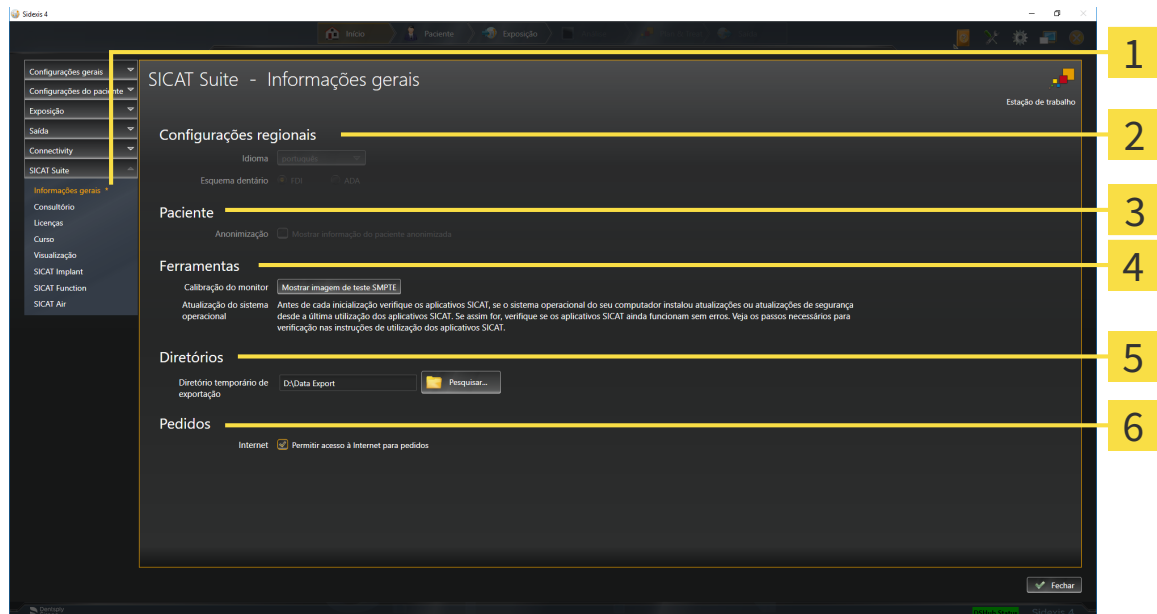 Sidexis 4
Início
Paciente
Exposição
1
Configurações gerais
Configurações do paciente
Exposição
Saída
Connectivity
SICAT Suite
Informações gerais *
Consultório
Licenças
Curso
Visualização
SICAT Implant
SICAT Function
SICAT Air
SICAT Suite - Informações gerais
Estação de trabalho
Configurações regionais
2
Idioma português
Esquema dentário FDI ADA
Paciente
3
Anonimização Mostrar informação do paciente anonimizada
Ferramentas
4
Calibração do monitor Mostrar imagem de teste SMPTE
Atualização do sistema operacional
Antes de cada inicialização verifique os aplicativos SICAT, se o sistema operacional do seu computador instalou atualizações ou atualizações de segurança
desde a última utilização dos aplicativos SICAT. Se assim for, verifique se os aplicativos SICAT ainda funcionam sem erros. Veja os passos necessários para
verificação nas instruções de utilização dos aplicativos SICAT.
Diretórios
5
Diretório temporário de exportação
D:\Data Export Pesquisar...
Pedidos
6
Internet Permitir acesso à Internet para pedidos
Fechar
Dentsply
Sidexis 4